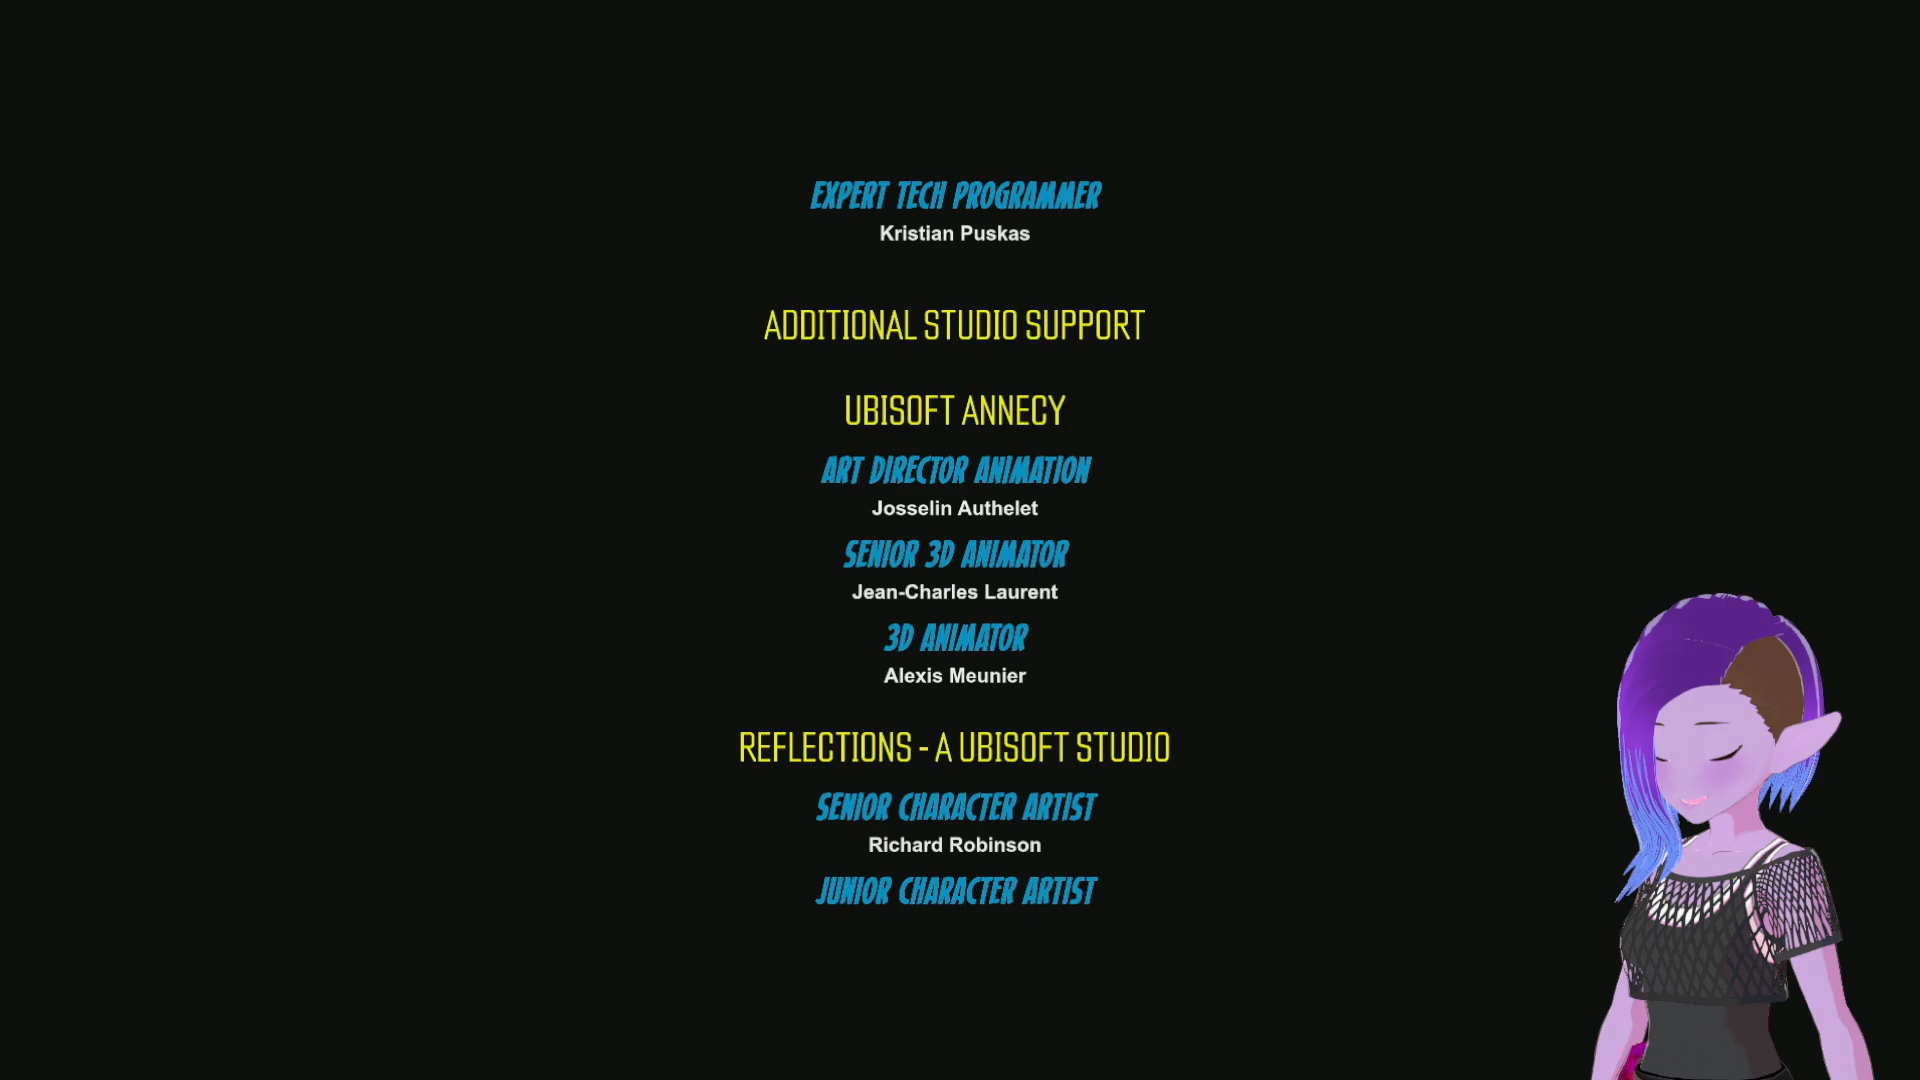 EXPERT TECH PROGRAMMER
Kristian Puskas
ADDITIONAL STUDIO SUPPORT
UBISOFT ANNECY
ART DIRECTOR ANIMATION
Josselin Authelet
SENIOR 3D ANIMATOR
Jean-Charles Laurent
3D ANIMATOR
Alexis Meunier
REFLECTIONS - A UBISOFT STUDIO
SENIOR CHARACTER ARTIST
Richard Robinson
JUNIOR CHARACTER ARTIST